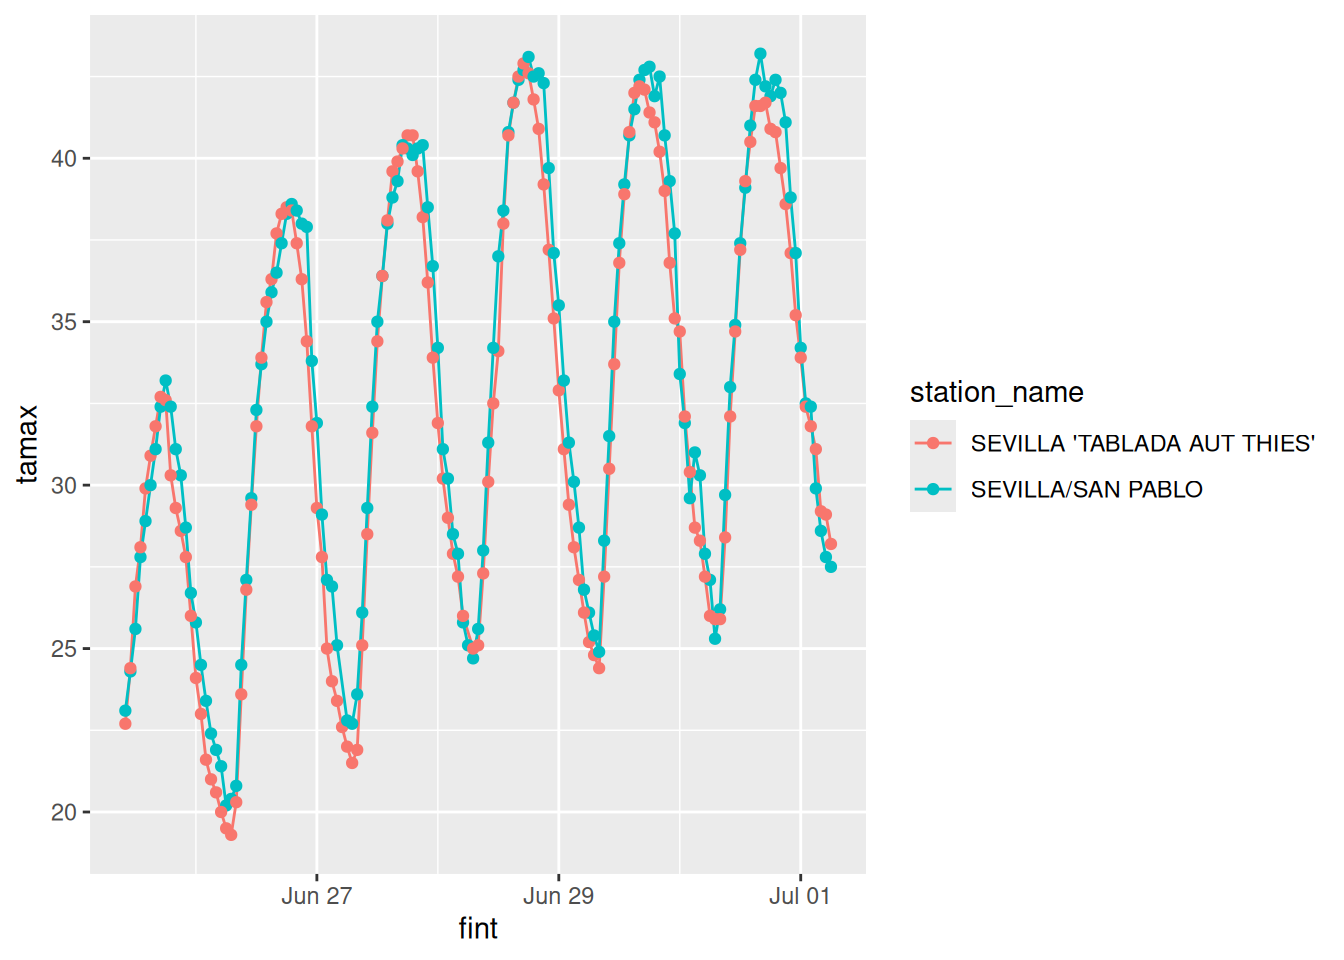 tamax
40
35
30
25
20
Jun 27
Jun 29
Jul 01
fint
station_name
SEVILLA 'TABLADA AUT THIES'
SEVILLA/SAN PABLO